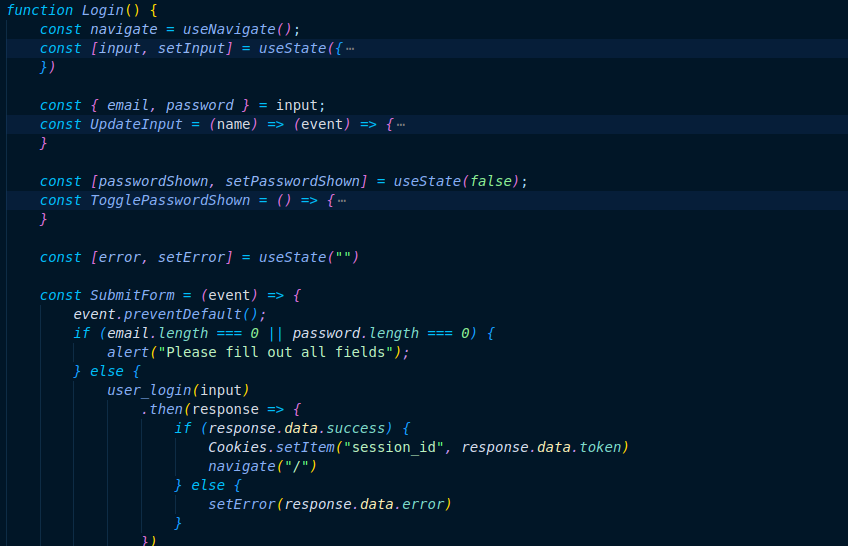 function Login() {
    const navigate = useNavigate();
    const [input, setInput] = useState({⋯
    })

    const { email, password } = input;
    const UpdateInput = (name) => (event) => {⋯
    }

    const [passwordShown, setPasswordShown] = useState(false);
    const TogglePasswordShown = () => {⋯
    }

    const [error, setError] = useState("")

    const SubmitForm = (event) => {
        event.preventDefault();
        if (email.length === 0 || password.length === 0) {
            alert("Please fill out all fields");
        } else {
            user_login(input)
                .then(response => {
                    if (response.data.success) {
                        Cookies.setItem("session_id", response.data.token)
                        navigate("/")
                    } else {
                        setError(response.data.error)
                    }
                })